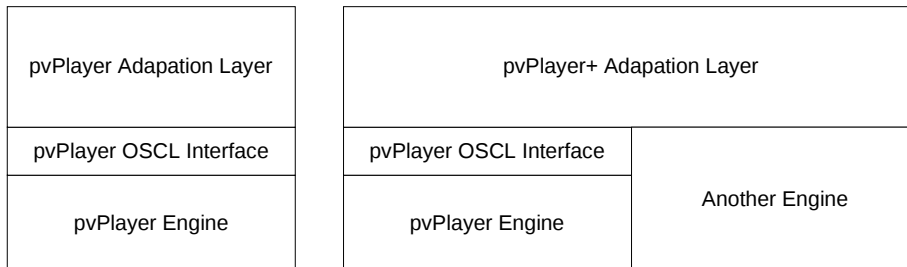 pvPlayer Adapation Layer
pvPlayer OSCL Interface
pvPlayer Engine
pvPlayer+ Adapation Layer
pvPlayer OSCL Interface
pvPlayer Engine
Another Engine